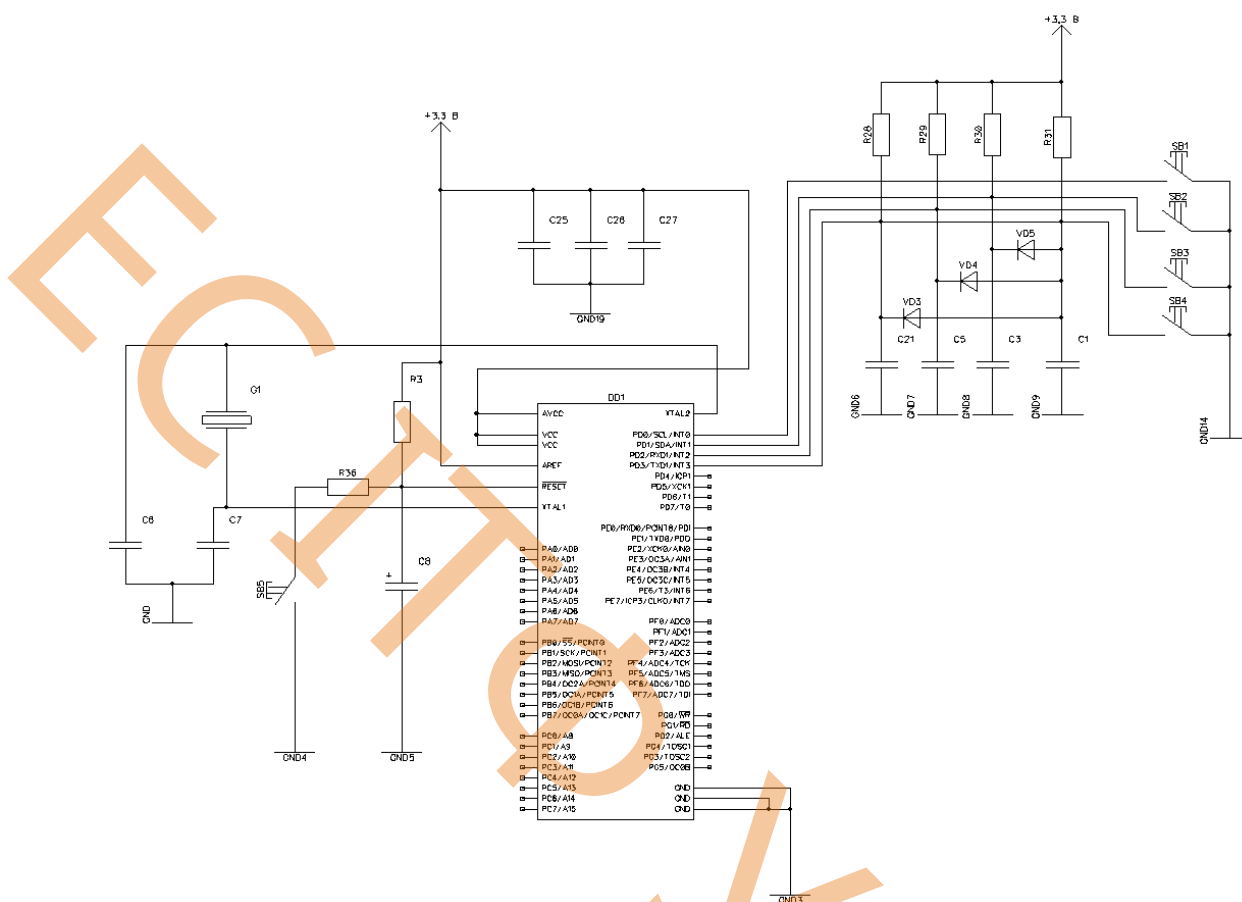 +3.3 В
+3.3 В
R28
R29
R30
R31
SB1
SB2
SB3
SB4
VD5
VD4
VD3
C21
C5
C3
C1
GND6
GND7
GND8
GND9
GND14
C25
C26
C27
GND19
R3
G1
R36
C6
C7
C8
SB5
GND
GND4
GND5
DD1
AVCC
VCC
VCC
AREF
RESET
XTAL1
PA0/AD0
PA1/AD1
PA2/AD2
PA3/AD3
PA4/AD4
PA5/AD5
PA6/AD6
PA7/AD7
PB0/SS/PCINT0
PB1/SCK/PCINT1
PB2/MOSI/PCINT2
PB3/MISO/PCINT3
PB4/OC2A/PCINT4
PB5/OC1A/PCINT5
PB6/OC1B/PCINT6
PB7/OC0A/OC1C/PCINT7
PC0/A8
PC1/A9
PC2/A10
PC3/A11
PC4/A12
PC5/A13
PC6/A14
PC7/A15
XTAL2
PD0/SCL/INT0
PD1/SDA/INT1
PD2/RXD1/INT2
PD3/TXD1/INT3
PD4/ICP1
PD5/XCK1
PD6/T1
PD7/T0
PE0/RXD0/PCINT8/PDI
PE1/TXD0/PDO
PE2/XCK0/AIN0
PE3/OC3A/AIN1
PE4/OC3B/INT4
PE5/OC3C/INT5
PE6/T3/INT6
PE7/ICP3/CLKO/INT7
PF0/ADC0
PF1/ADC1
PF2/ADC2
PF3/ADC3
PF4/ADC4/TCK
PF5/ADC5/TMS
PF6/ADC6/TDO
PF7/ADC7/TDI
PG0/WR
PG1/RD
PG2/ALE
PG4/TOSC1
PG3/TOSC2
PG5/OC0B
GND
GND
GND
GND3